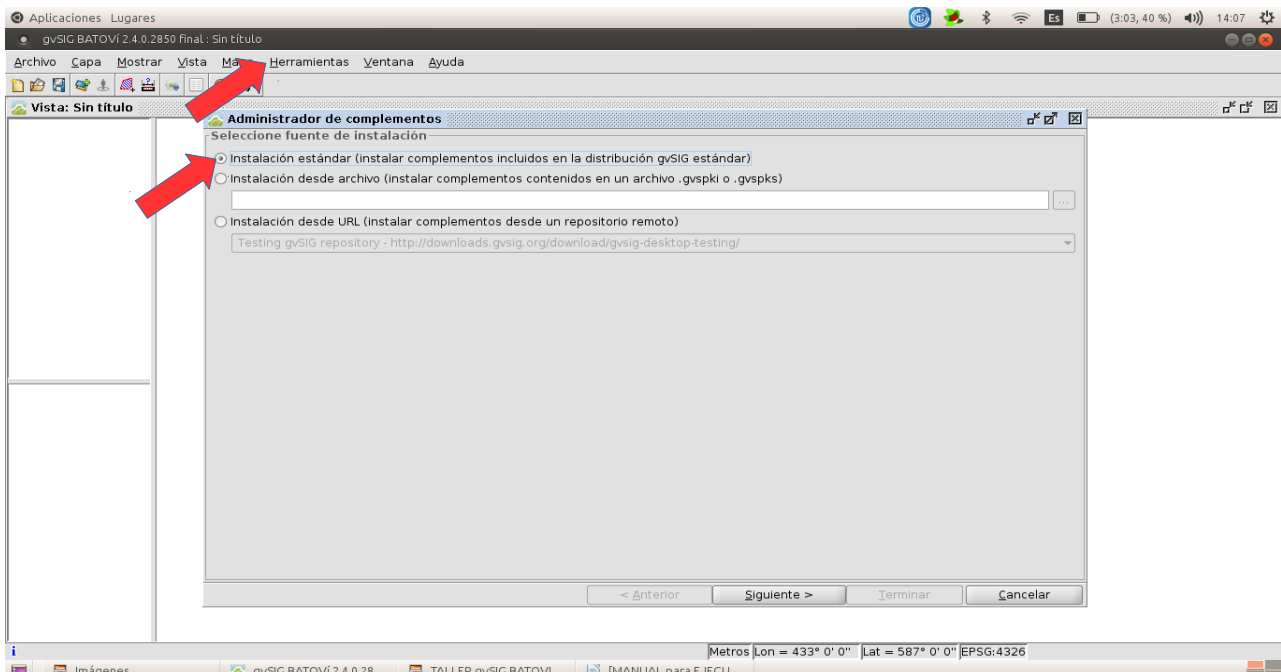 Aplicaciones Lugares
Es (3:03, 40 %) 14:07
gvSIG BATOVÍ 2.4.0.2850 final : Sin título
Archivo Capa Mostrar Vista Herramientas Ventana Ayuda
Vista: Sin título
Administrador de complementos
Seleccione fuente de instalación
Instalación estándar (instalar complementos incluidos en la distribución gvSIG estándar)
Instalación desde archivo (instalar complementos contenidos en un archivo .gvspki o .gvspks)
...
Instalación desde URL (instalar complementos desde un repositorio remoto)
Testing gvSIG repository - http://downloads.gvsig.org/download/gvsig-desktop-testing/
< Anterior Siguiente > Terminar Cancelar
Metros Lon = 433° 0' 0" Lat = 587° 0' 0" EPSG:4326
Imágenes gvSIG BATOVÍ 2.4.0.28... TALLER gvSIG BATOVI [MANUAL para EJECU...